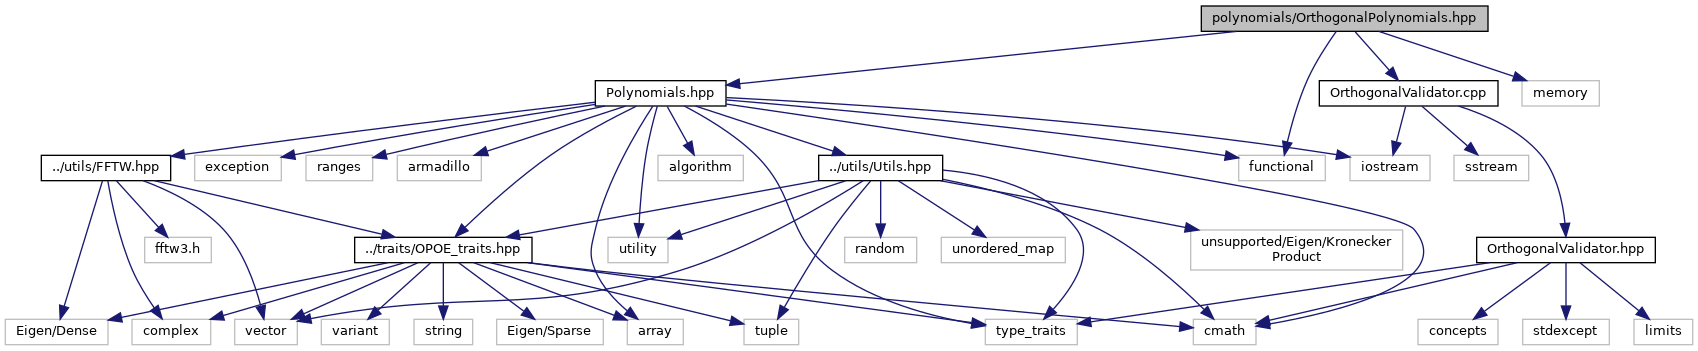 polynomials/OrthogonalPolynomials.hpp
Polynomials.hpp
OrthogonalValidator.cpp
memory
../utils/FFTW.hpp
exception
ranges
armadillo
algorithm
../utils/Utils.hpp
functional
iostream
sstream
fftw3.h
../traits/OPOE_traits.hpp
utility
random
unordered_map
unsupported/Eigen/Kronecker
Product
OrthogonalValidator.hpp
Eigen/Dense
complex
vector
variant
string
Eigen/Sparse
array
tuple
type_traits
cmath
concepts
stdexcept
limits